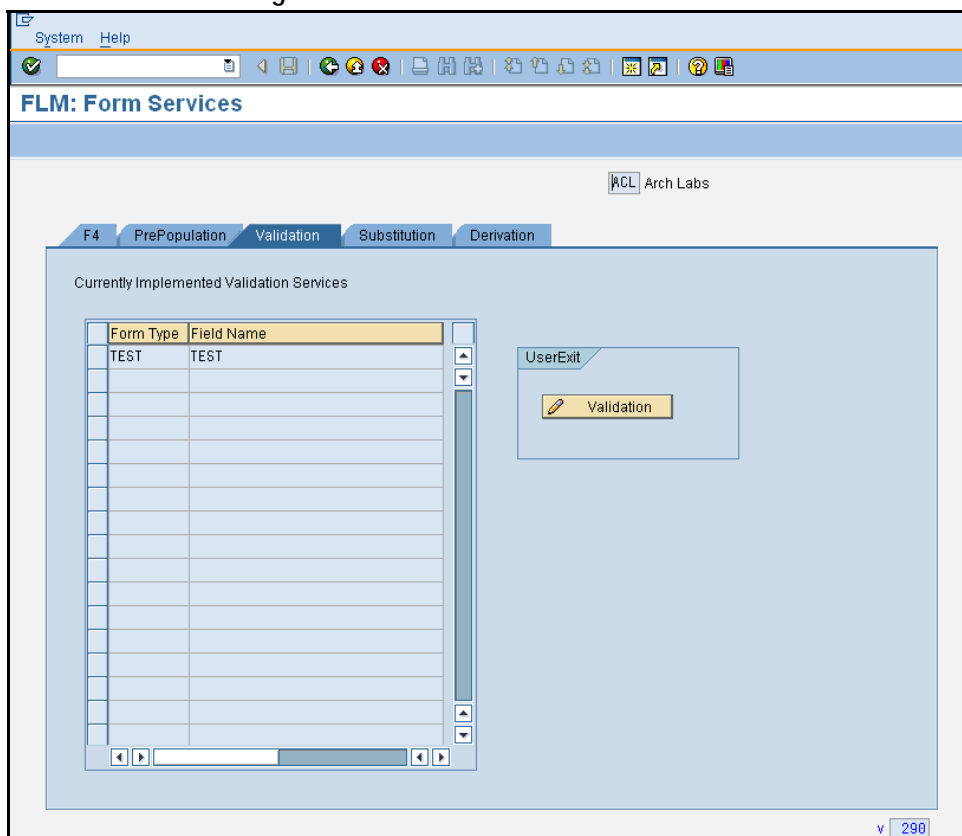 System Help
FLM: Form Services
ACL Arch Labs
F4 PrePopulation Validation Substitution Derivation
Currently Implemented Validation Services
Form Type Field Name
TEST TEST
UserExit
Validation
v 290